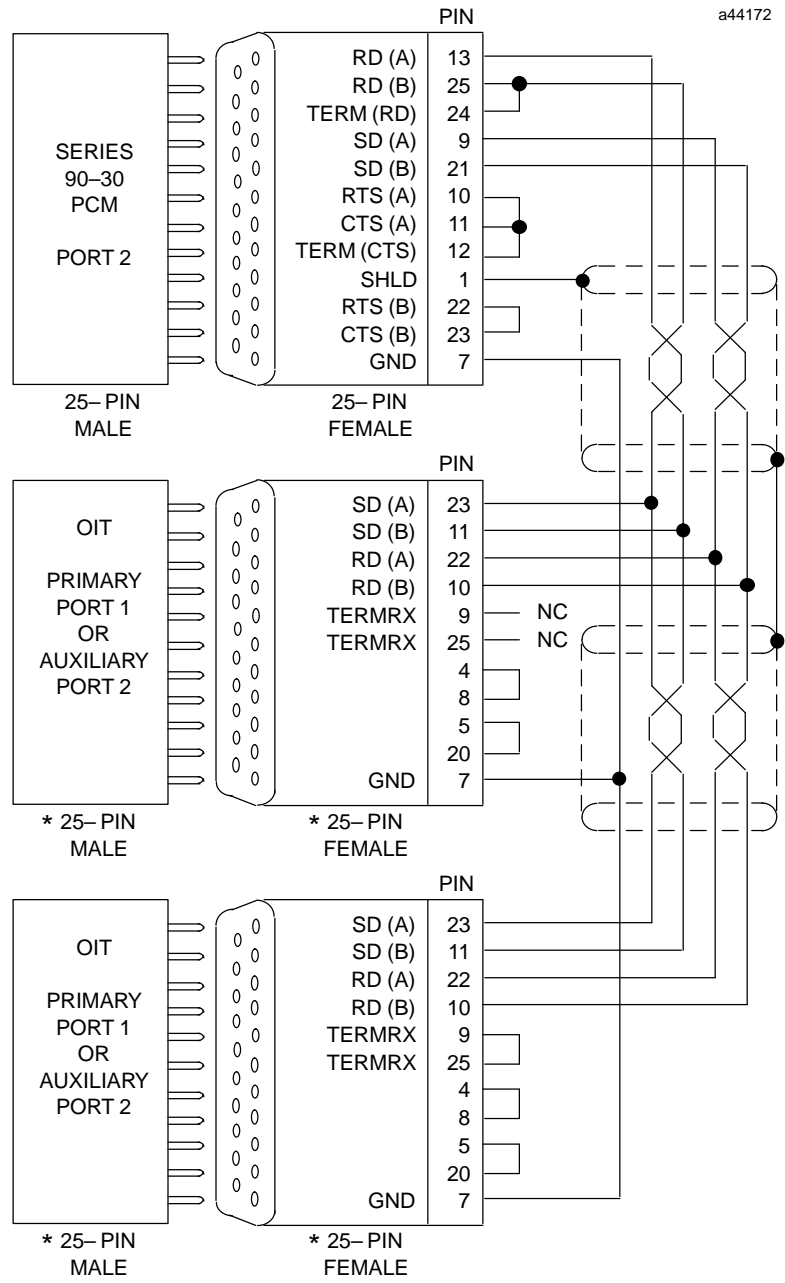 a44172
PIN
SERIES
90–30
PCM
PORT 2
RD (A) 13
RD (B) 25
TERM (RD) 24
SD (A) 9
SD (B) 21
RTS (A) 10
CTS (A) 11
TERM (CTS) 12
SHLD 1
RTS (B) 22
CTS (B) 23
GND 7
25– PIN
MALE
25– PIN
FEMALE
PIN
OIT
PRIMARY
PORT 1
OR
AUXILIARY
PORT 2
SD (A) 23
SD (B) 11
RD (A) 22
RD (B) 10
TERMRX 9 NC
TERMRX 25 NC
4
8
5
20
GND 7
* 25– PIN
MALE
* 25– PIN
FEMALE
PIN
OIT
PRIMARY
PORT 1
OR
AUXILIARY
PORT 2
SD (A) 23
SD (B) 11
RD (A) 22
RD (B) 10
TERMRX 9
TERMRX 25
4
8
5
20
GND 7
* 25– PIN
MALE
* 25– PIN
FEMALE